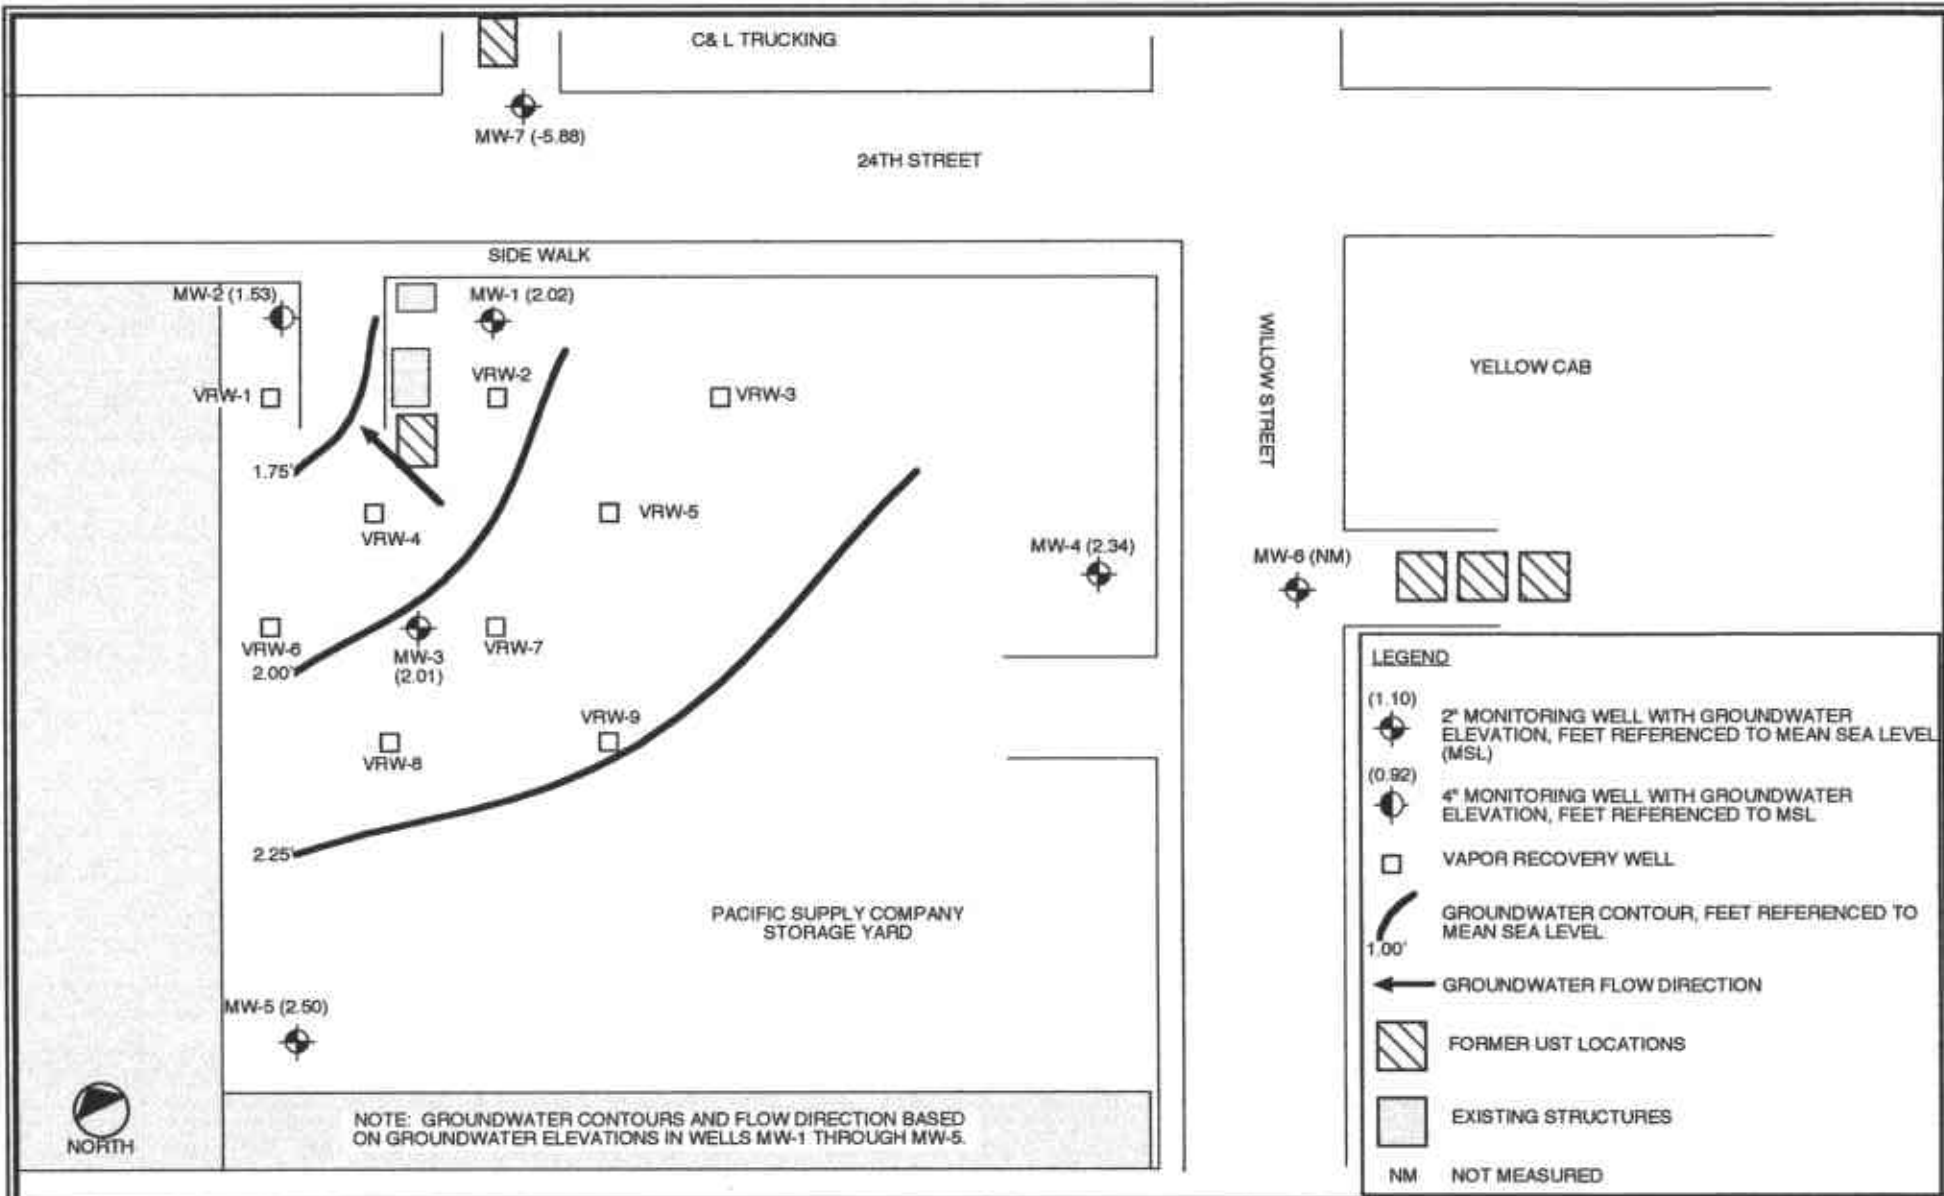 C& L TRUCKING
MW-7 (-5.88)
24TH STREET
SIDE WALK
MW-2 (1.53)
MW-1 (2.02)
VRW-1
VRW-2
VRW-3
WILLOW STREET
YELLOW CAB
1.75'
VRW-4
VRW-5
MW-4 (2.34)
MW-6 (NM)
VRW-6
2.00'
MW-3
(2.01)
VRW-7
VRW-9
VRW-8
2.25'
PACIFIC SUPPLY COMPANY
STORAGE YARD
MW-5 (2.50)
NORTH
NOTE: GROUNDWATER CONTOURS AND FLOW DIRECTION BASED
ON GROUNDWATER ELEVATIONS IN WELLS MW-1 THROUGH MW-5.
LEGEND
(1.10)
2" MONITORING WELL WITH GROUNDWATER
ELEVATION, FEET REFERENCED TO MEAN SEA LEVEL
(MSL)
(0.92)
4" MONITORING WELL WITH GROUNDWATER
ELEVATION, FEET REFERENCED TO MSL
VAPOR RECOVERY WELL
GROUNDWATER CONTOUR, FEET REFERENCED TO
MEAN SEA LEVEL
1.00'
GROUNDWATER FLOW DIRECTION
FORMER UST LOCATIONS
EXISTING STRUCTURES
NM NOT MEASURED